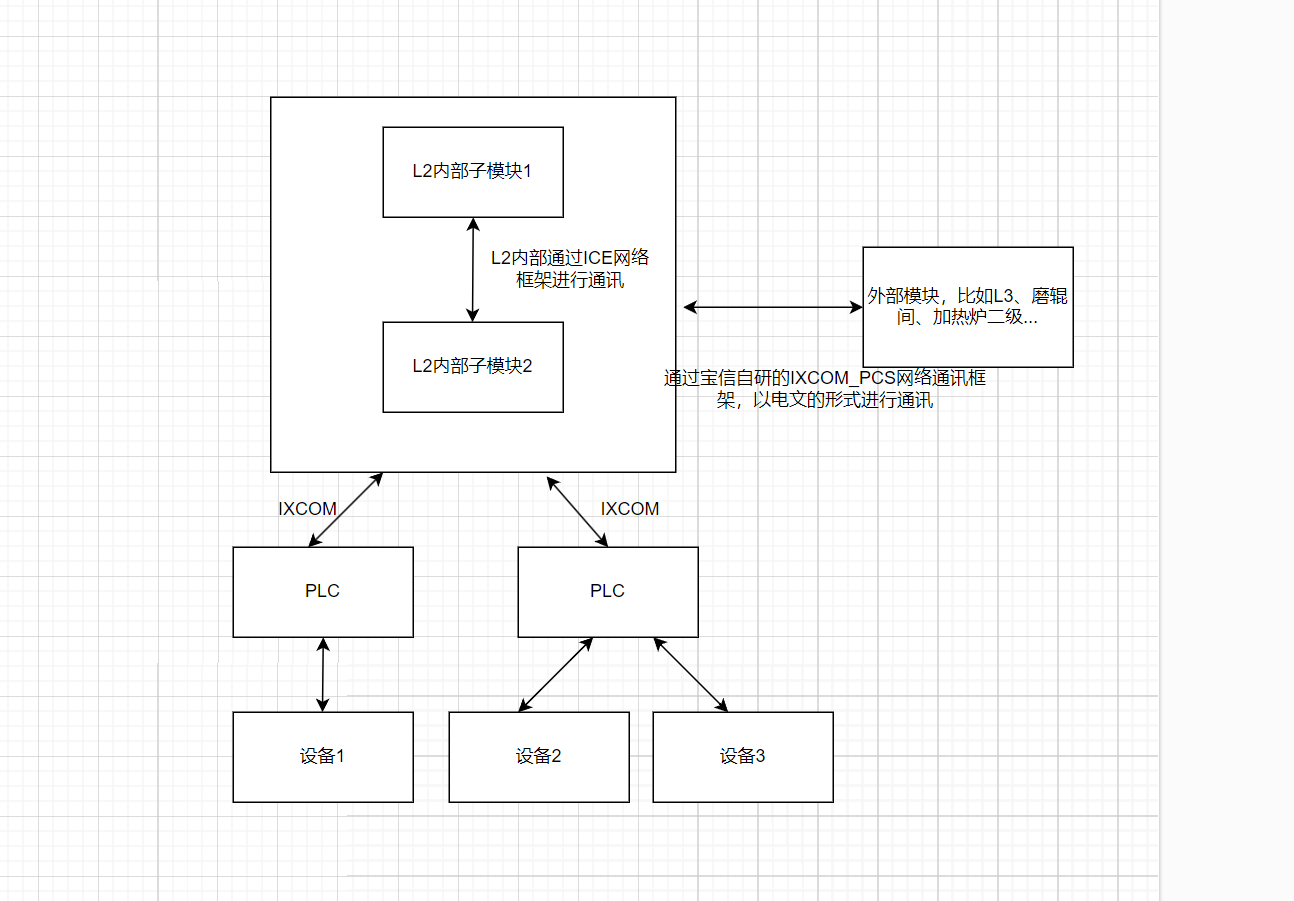 L2内部子模块1
L2内部通过ICE网络
框架进行通讯
外部模块，比如L3、磨辊
间、加热炉二级...
L2内部子模块2
通过宝信自研的IXCOM_PCS网络通讯框
架，以电文的形式进行通讯
IXCOM
IXCOM
PLC
PLC
设备1
设备2
设备3